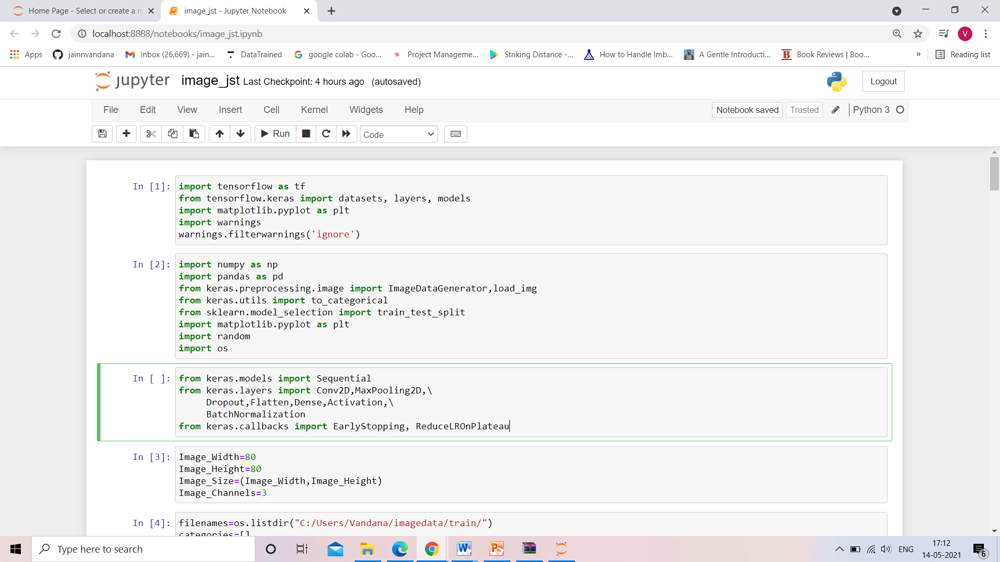 Home Page - Select or create a n
image_jst - Jupyter Notebook
localhost:8888/notebooks/image_jst.ipynb
V
Apps
jainnvandana
Inbox (26,669) - jain...
DataTrained
google colab - Goo...
Project Manageme...
Striking Distance -...
How to Handle Imb...
A Gentle Introducti...
B
Book Reviews | Boo...
»
Reading list
jupyter
image_jst Last Checkpoint: 4 hours ago (autosaved)
Logout
File Edit View Insert Cell Kernel Widgets Help
Notebook saved
Trusted
Python 3
Run
Code
In [1]:
import tensorflow as tf
from tensorflow.keras import datasets, layers, models
import matplotlib.pyplot as plt
import warnings
warnings.filterwarnings('ignore')
In [2]:
import numpy as np
import pandas as pd
from keras.preprocessing.image import ImageDataGenerator,load_img
from keras.utils import to_categorical
from sklearn.model_selection import train_test_split
import matplotlib.pyplot as plt
import random
import os
In [ ]:
from keras.models import Sequential
from keras.layers import Conv2D,MaxPooling2D,\
     Dropout,Flatten,Dense,Activation,\
     BatchNormalization
from keras.callbacks import EarlyStopping, ReduceLROnPlateau
In [3]:
Image_Width=80
Image_Height=80
Image_Size=(Image_Width,Image_Height)
Image_Channels=3
In [4]:
filenames=os.listdir("C:/Users/Vandana/imagedata/train/")
categories=[]
Type here to search
ENG
17:12
14-05-2021
6